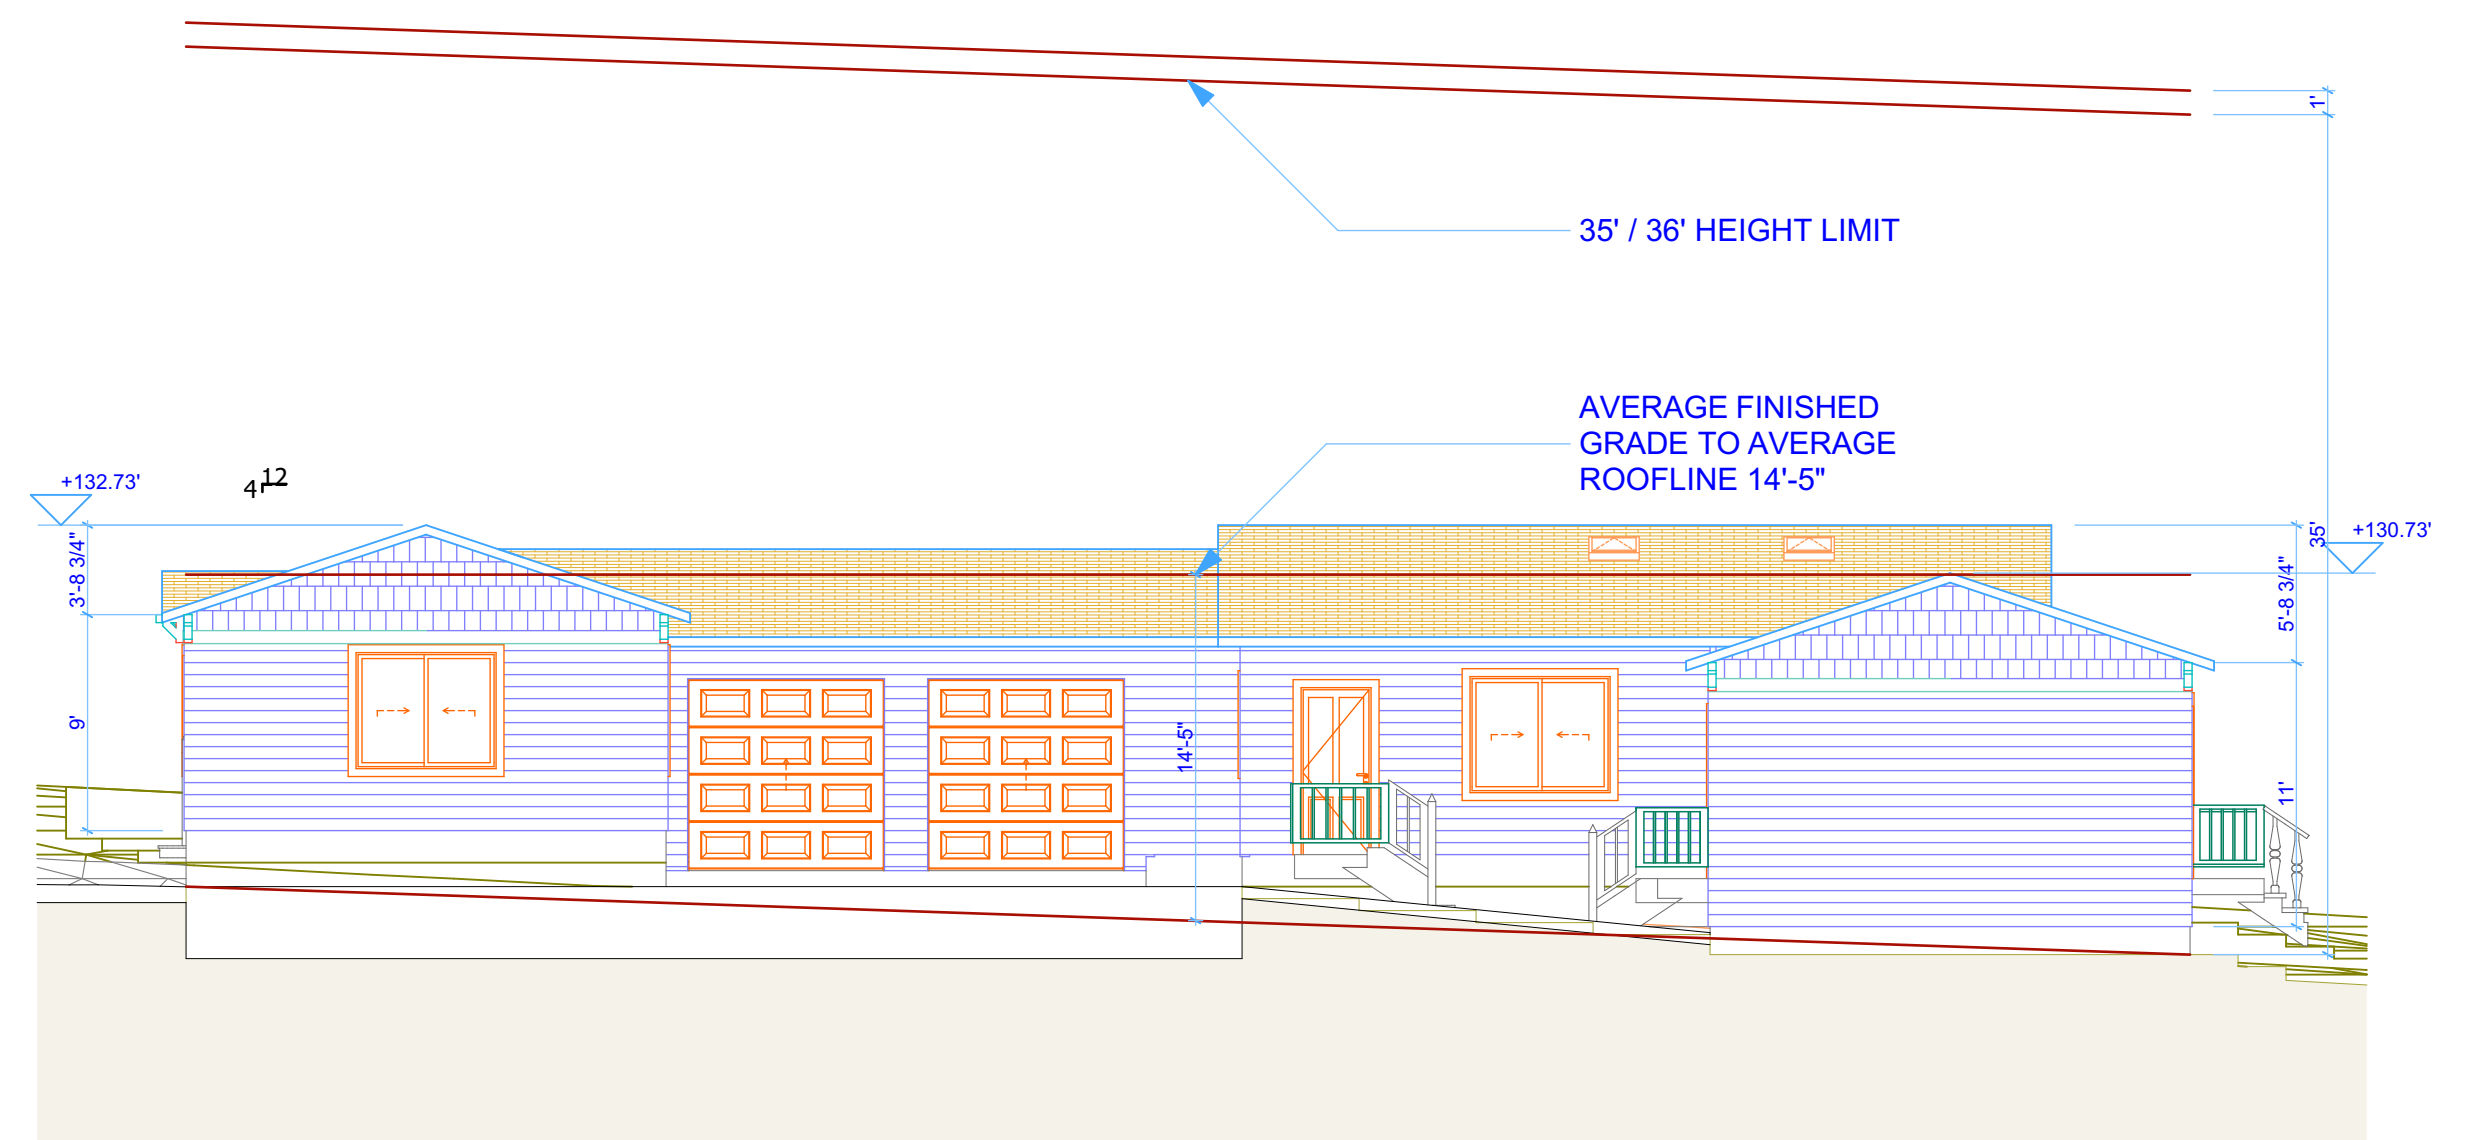 1'
35' / 36' HEIGHT LIMIT
AVERAGE FINISHED
GRADE TO AVERAGE
ROOFLINE 14'-5"
+132.73'
4 12
3'-8 3/4"
9'
14'-5"
35'
+130.73'
5'-8 3/4"
11'